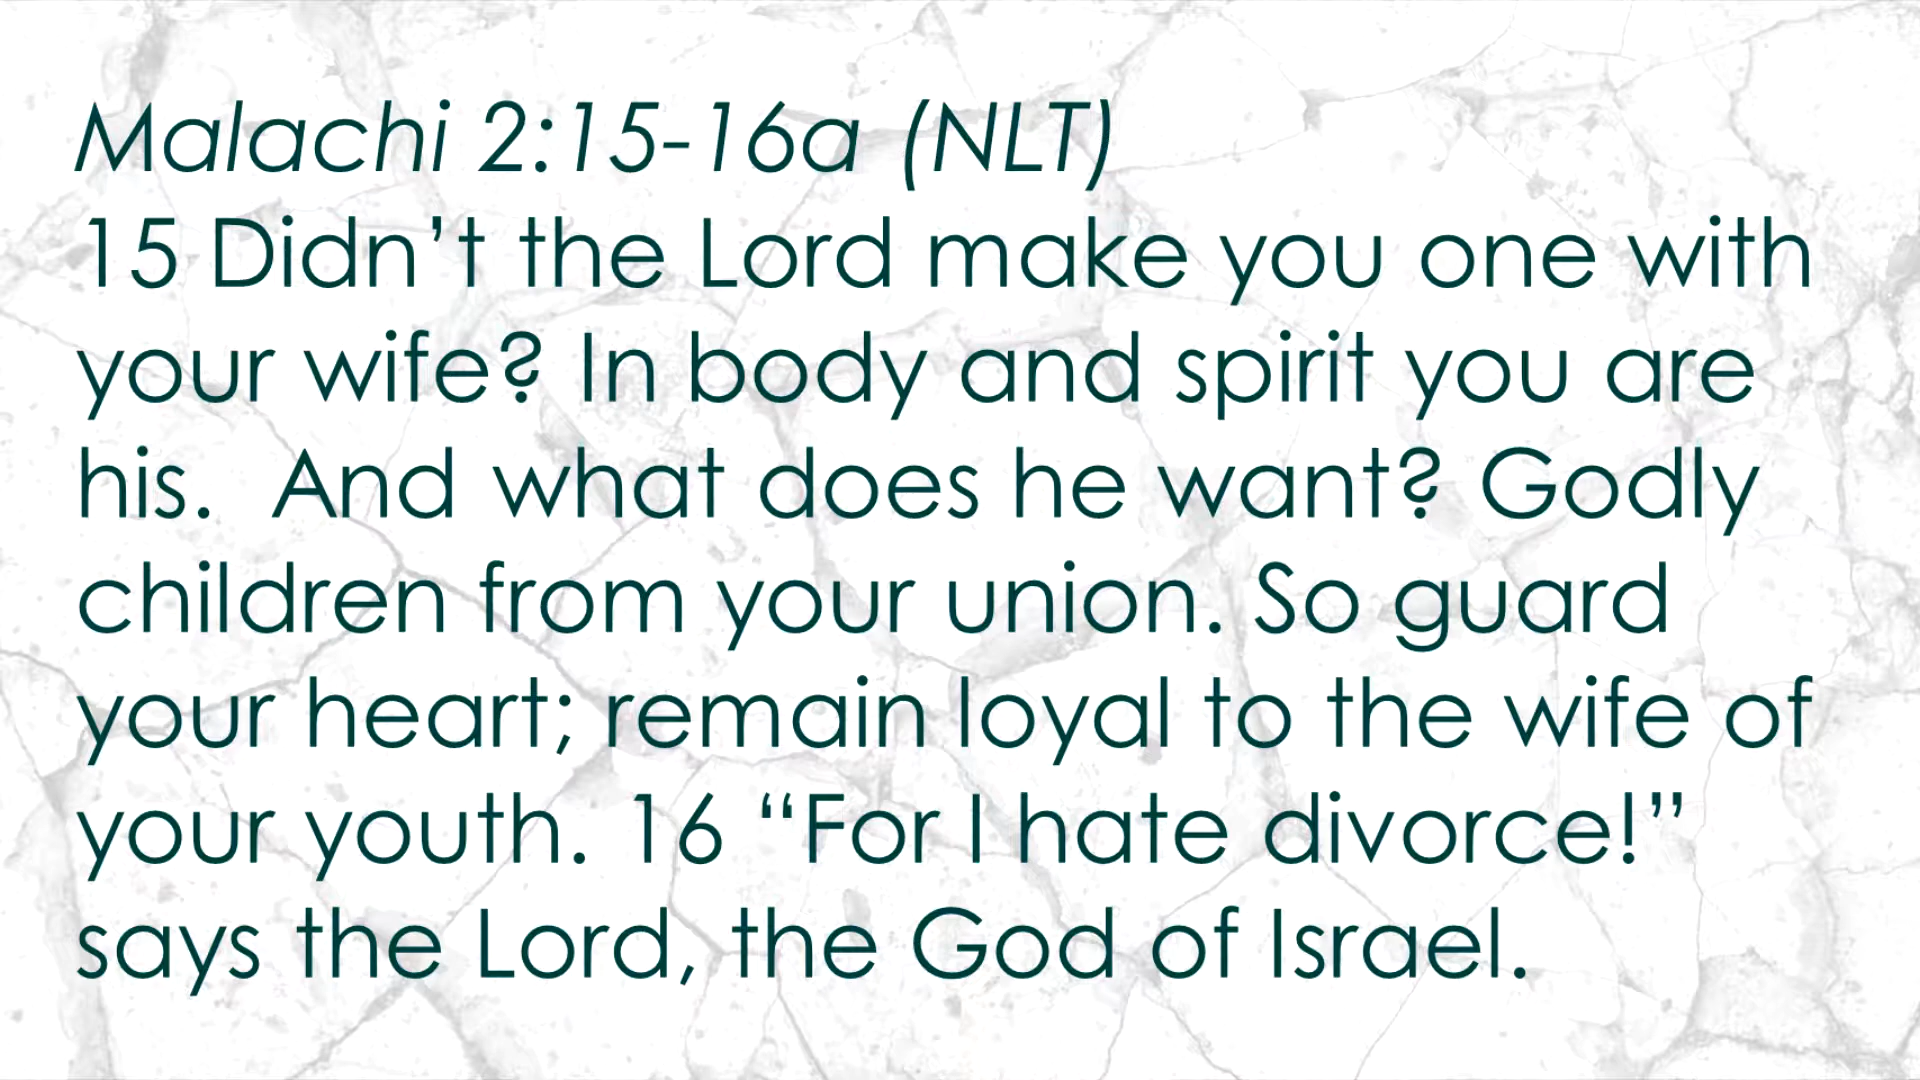 Malachi 2:15-16a (NLT)
15 Didn’t the Lord make you one with
your wife? In body and spirit you are
his.  And what does he want? Godly
children from your union. So guard
your heart; remain loyal to the wife of
your youth. 16 “For I hate divorce!”
says the Lord, the God of Israel.